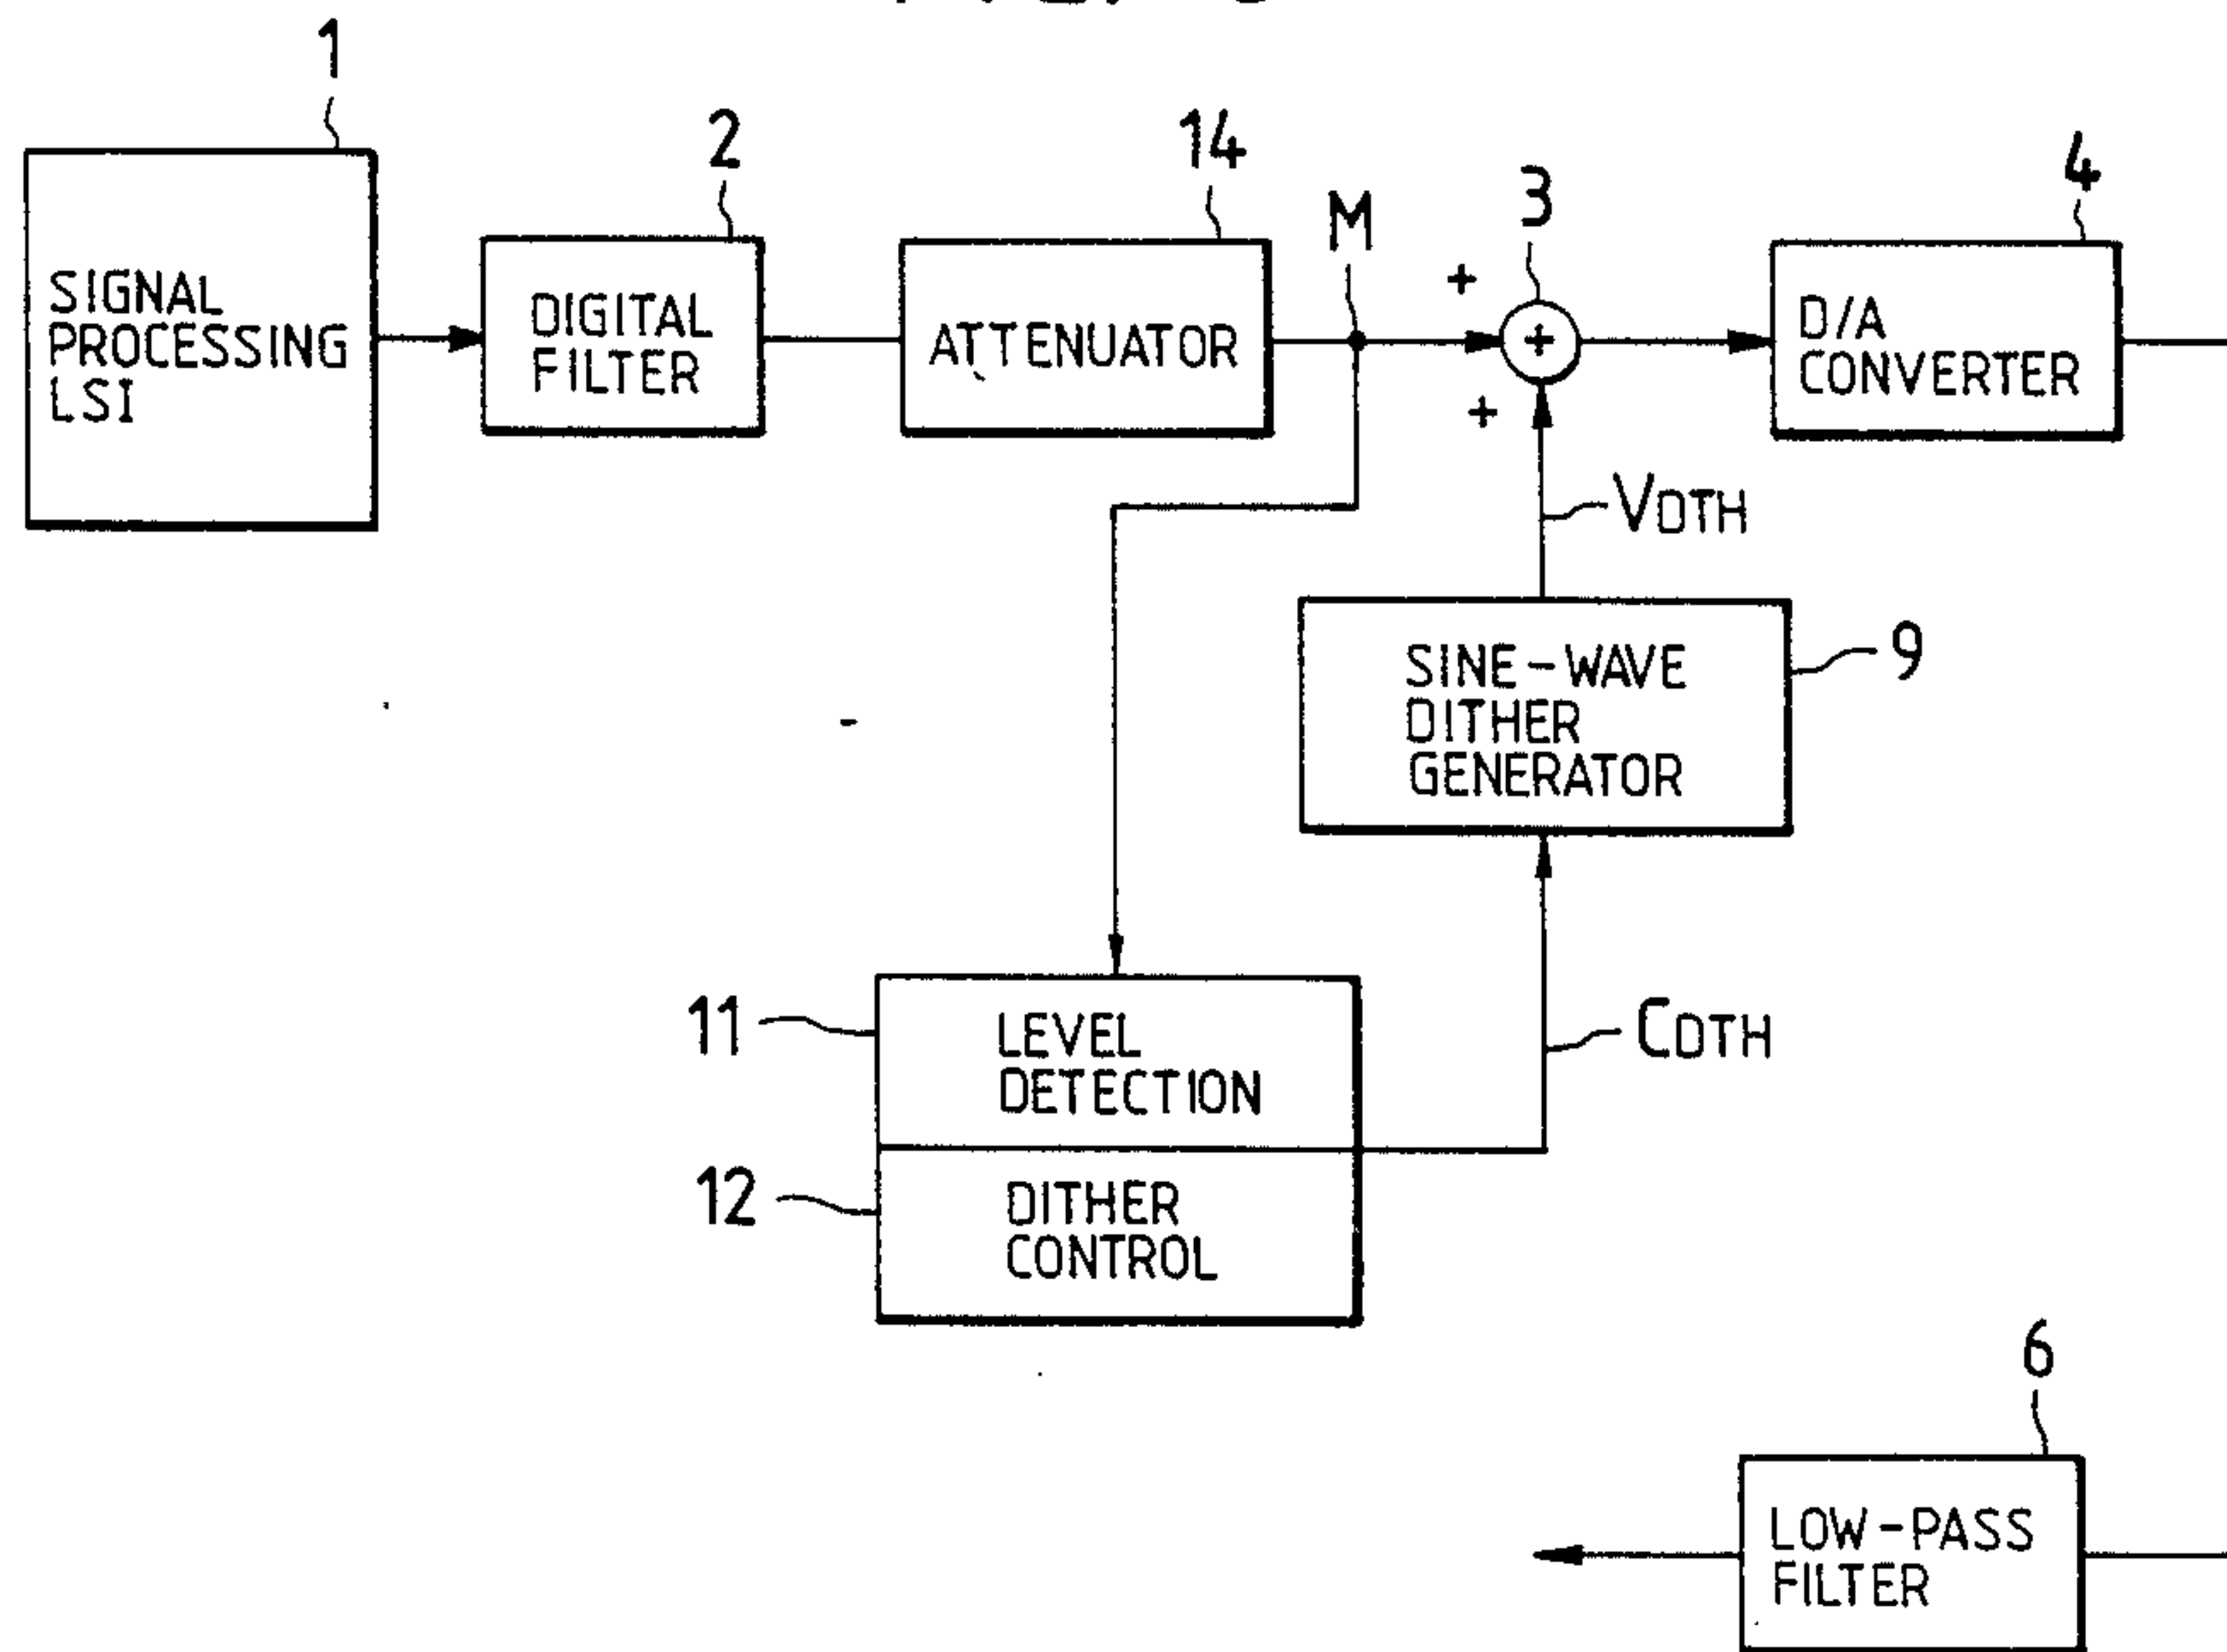 1
2
14
M
3
4
SIGNAL
PROCESSING
LSI
DIGITAL
FILTER
ATTENUATOR
+
+
+
D/A
CONVERTER
VDTH
SINE-WAVE
DITHER
GENERATOR
9
11
LEVEL
DETECTION
CDTH
12
DITHER
CONTROL
6
LOW-PASS
FILTER